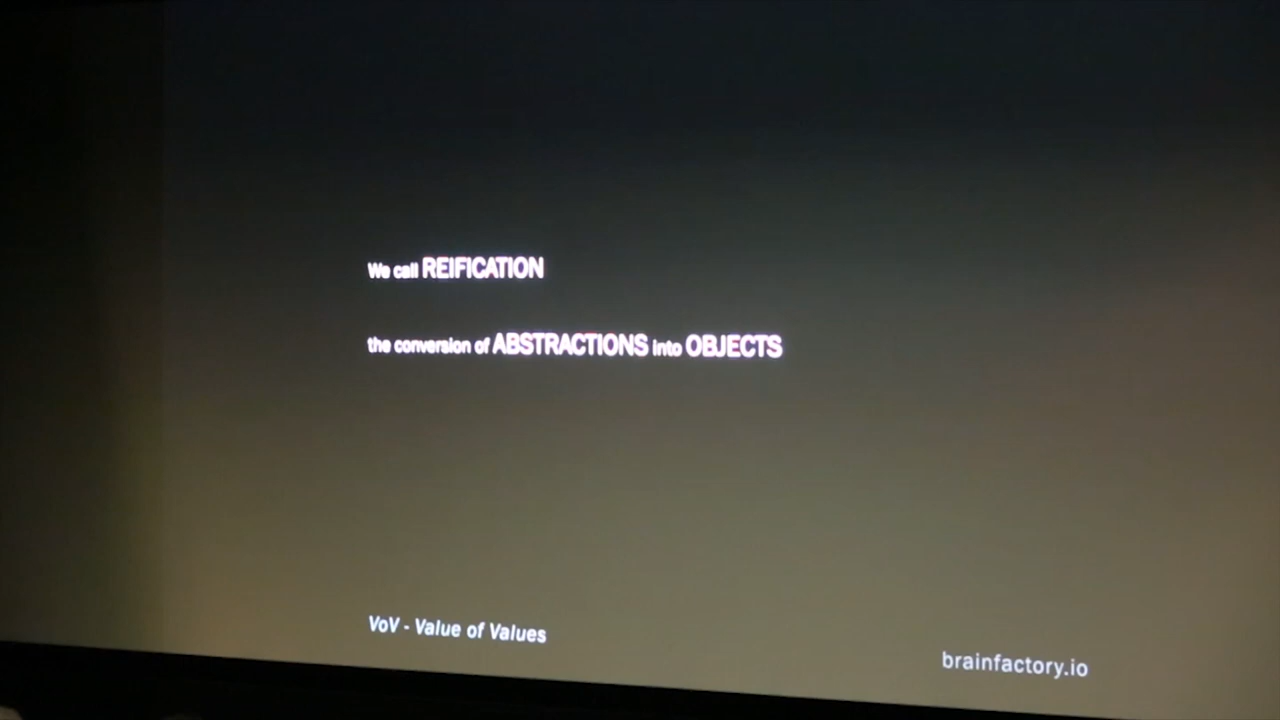 We call REIFICATION
the conversion of ABSTRACTIONS into OBJECTS
VoV - Value of Values
brainfactory.io